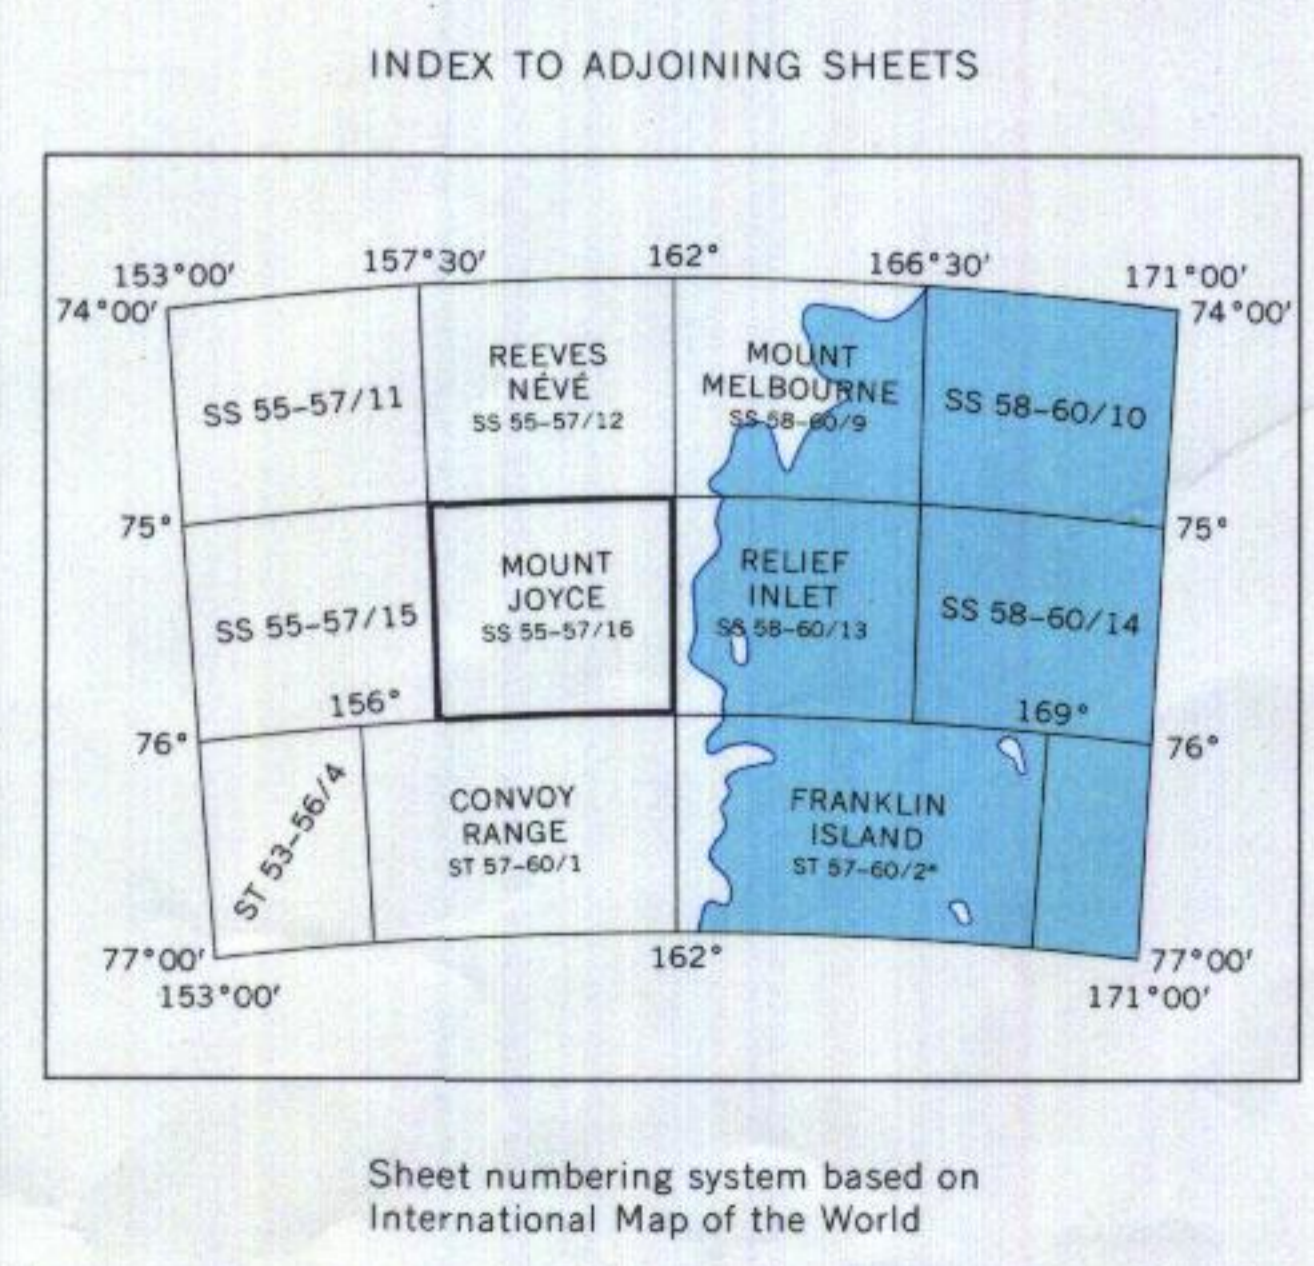 INDEX TO ADJOINING SHEETS
153°00′
157°30′
162°
166°30′
171°00′
74°00′
74°00′
SS 55–57/11
REEVES
NÉVÉ
SS 55–57/12
MOUNT
MELBOURNE
SS 58–60/9
SS 58–60/10
75°
75°
SS 55–57/15
MOUNT
JOYCE
SS 55–57/16
RELIEF
INLET
SS 58–60/13
SS 58–60/14
156°
169°
76°
76°
ST 53–56/4
CONVOY
RANGE
ST 57–60/1
FRANKLIN
ISLAND
ST 57–60/2*
77°00′
153°00′
162°
77°00′
171°00′
Sheet numbering system based on
International Map of the World